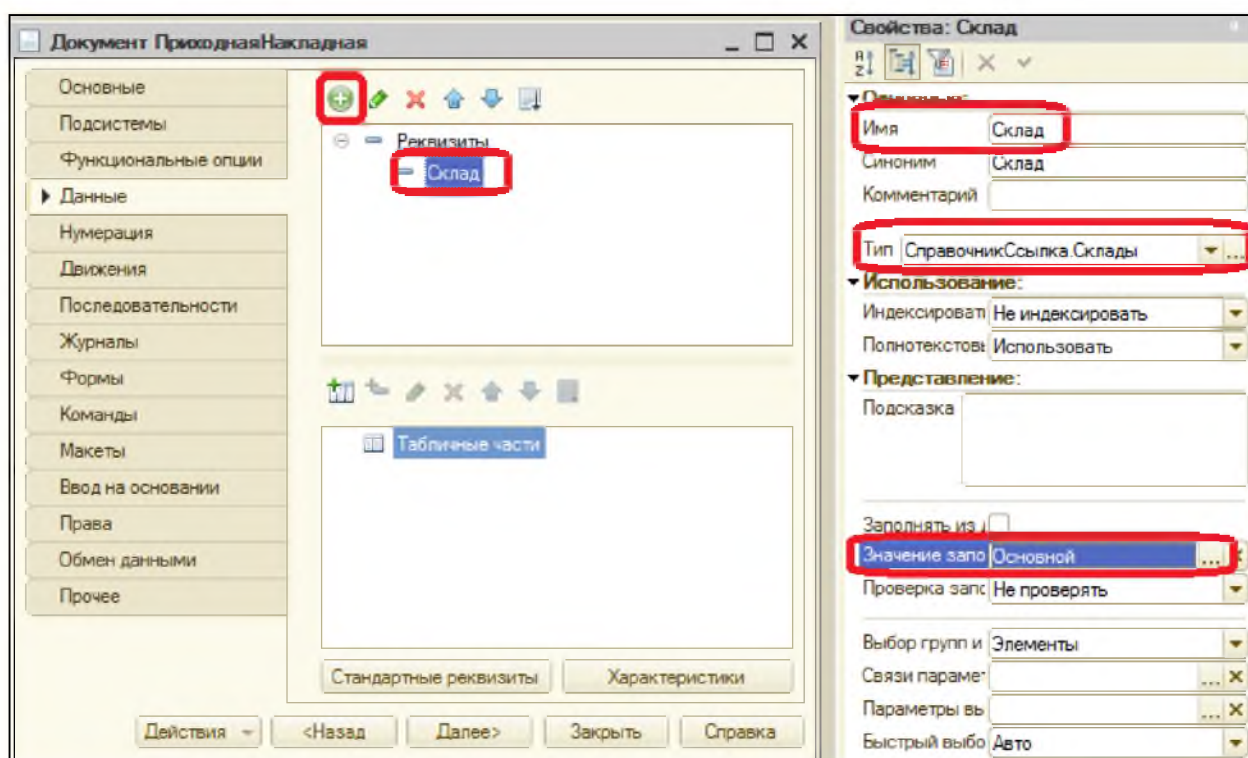 Документ ПриходнаяНакладная
Основные
Подсистемы
Функциональные опции
Данные
Нумерация
Движения
Последовательности
Журналы
Формы
Команды
Макеты
Ввод на основании
Права
Обмен данными
Прочее
Реквизиты
Склад
Табличные части
Стандартные реквизиты
Характеристики
Действия
<Назад
Далее>
Закрыть
Справка
Свойства: Склад
Имя Склад
Синоним Склад
Комментарий
Тип СправочникСсылка.Склады ...
Использование:
Индексироват Не индексировать
Полнотекстовы Использовать
Представление:
Подсказка
Заполнять из
Значение запо Основной ...
Проверка запо Не проверять
Выбор групп и Элементы
Связи парамет ...
Параметры вы ...
Быстрый выбо Авто